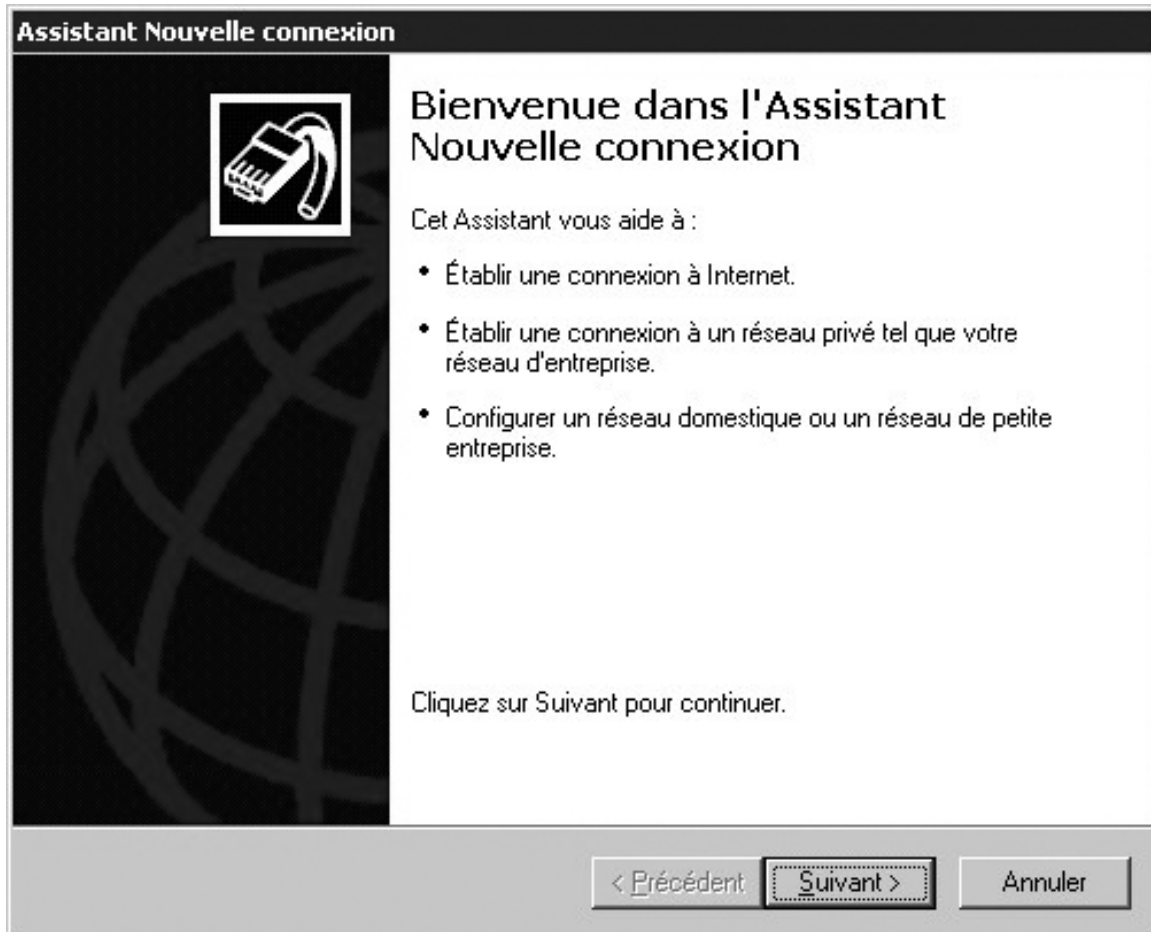 Assistant Nouvelle connexion
Bienvenue dans l'Assistant
Nouvelle connexion
Cet Assistant vous aide à :
• Établir une connexion à Internet.
• Établir une connexion à un réseau privé tel que votre
réseau d'entreprise.
• Configurer un réseau domestique ou un réseau de petite
entreprise.
Cliquez sur Suivant pour continuer.
< Précédent Suivant > Annuler